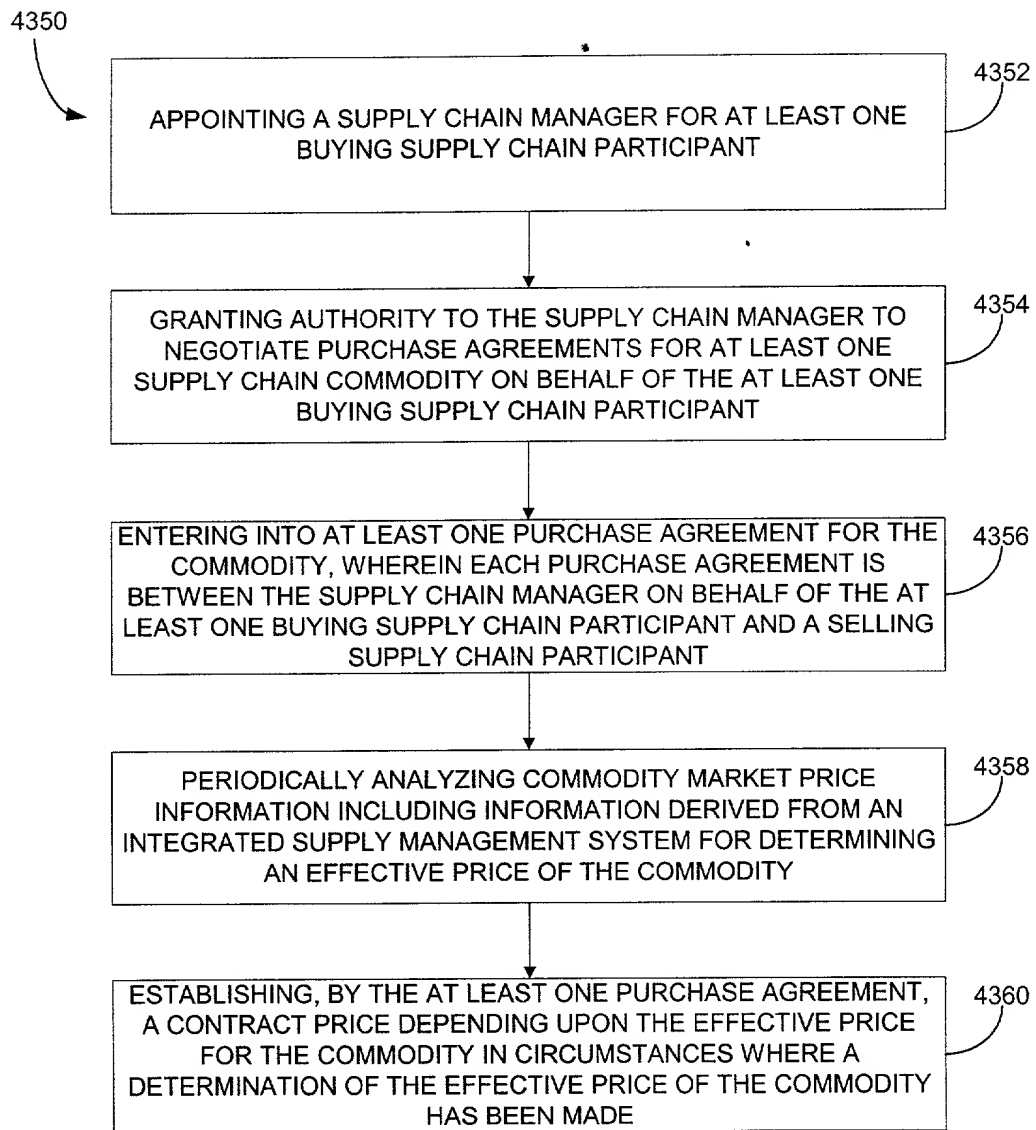 4350
4352
APPOINTING A SUPPLY CHAIN MANAGER FOR AT LEAST ONE
BUYING SUPPLY CHAIN PARTICIPANT
4354
GRANTING AUTHORITY TO THE SUPPLY CHAIN MANAGER TO
NEGOTIATE PURCHASE AGREEMENTS FOR AT LEAST ONE
SUPPLY CHAIN COMMODITY ON BEHALF OF THE AT LEAST ONE
BUYING SUPPLY CHAIN PARTICIPANT
4356
ENTERING INTO AT LEAST ONE PURCHASE AGREEMENT FOR THE
COMMODITY, WHEREIN EACH PURCHASE AGREEMENT IS
BETWEEN THE SUPPLY CHAIN MANAGER ON BEHALF OF THE AT
LEAST ONE BUYING SUPPLY CHAIN PARTICIPANT AND A SELLING
SUPPLY CHAIN PARTICIPANT
4358
PERIODICALLY ANALYZING COMMODITY MARKET PRICE
INFORMATION INCLUDING INFORMATION DERIVED FROM AN
INTEGRATED SUPPLY MANAGEMENT SYSTEM FOR DETERMINING
AN EFFECTIVE PRICE OF THE COMMODITY
4360
ESTABLISHING, BY THE AT LEAST ONE PURCHASE AGREEMENT,
A CONTRACT PRICE DEPENDING UPON THE EFFECTIVE PRICE
FOR THE COMMODITY IN CIRCUMSTANCES WHERE A
DETERMINATION OF THE EFFECTIVE PRICE OF THE COMMODITY
HAS BEEN MADE